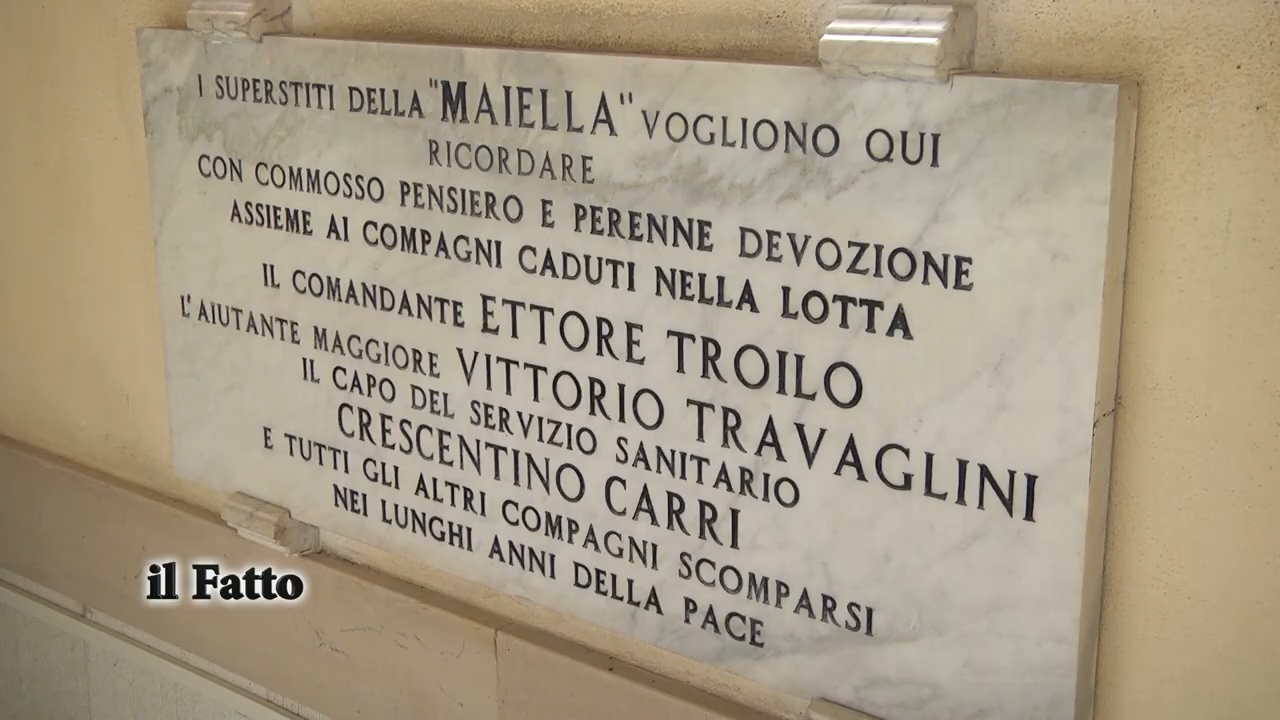 I SUPERSTITI DELLA "MAIELLA" VOGLIONO QUI
RICORDARE
CON COMMOSSO PENSIERO E PERENNE DEVOZIONE
ASSIEME AI COMPAGNI CADUTI NELLA LOTTA
IL COMANDANTE ETTORE TROILO
L'AIUTANTE MAGGIORE VITTORIO TRAVAGLINI
IL CAPO DEL SERVIZIO SANITARIO
CRESCENTINO CARRI
E TUTTI GLI ALTRI COMPAGNI SCOMPARSI
NEI LUNGHI ANNI DELLA PACE
il Fatto